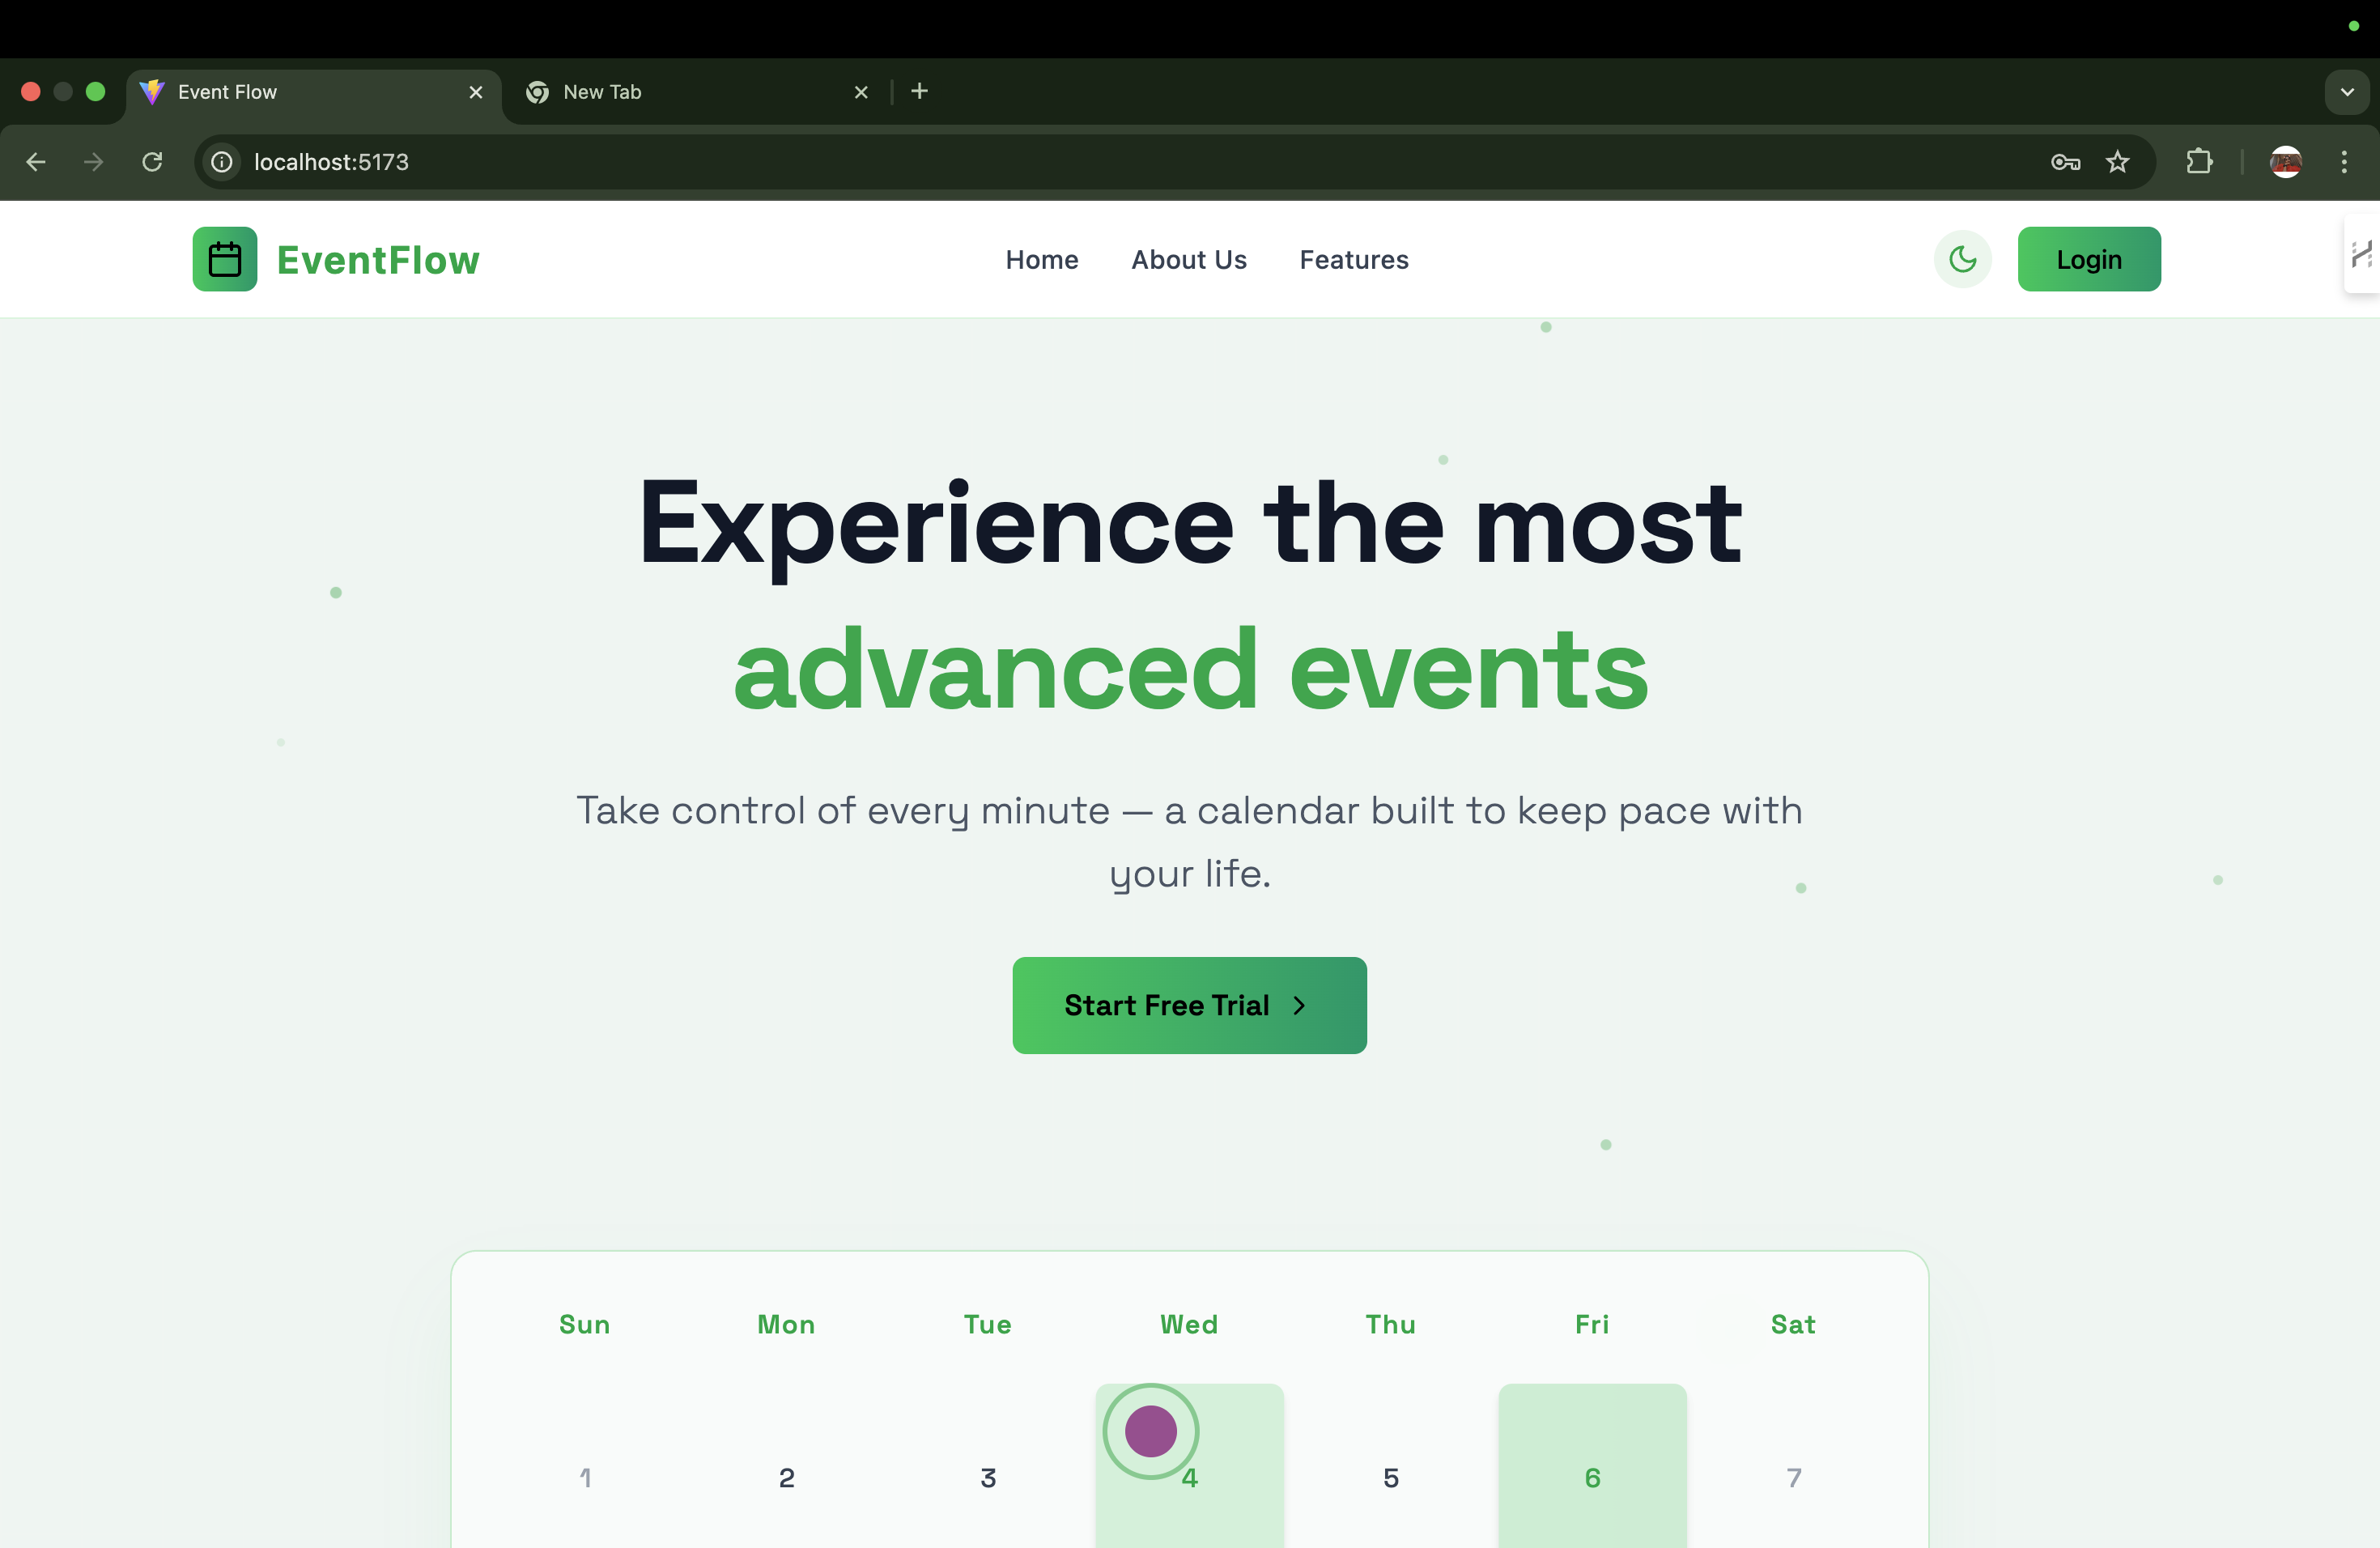 Event Flow
New Tab
localhost:5173
EventFlow
Home
About Us
Features
Login
Experience the most
advanced events
Take control of every minute — a calendar built to keep pace with
your life.
Start Free Trial
Sun Mon Tue Wed Thu Fri Sat
1 2 3 4 5 6 7